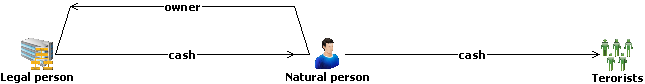 owner
cash
cash
Legal person
Natural person
Terorists